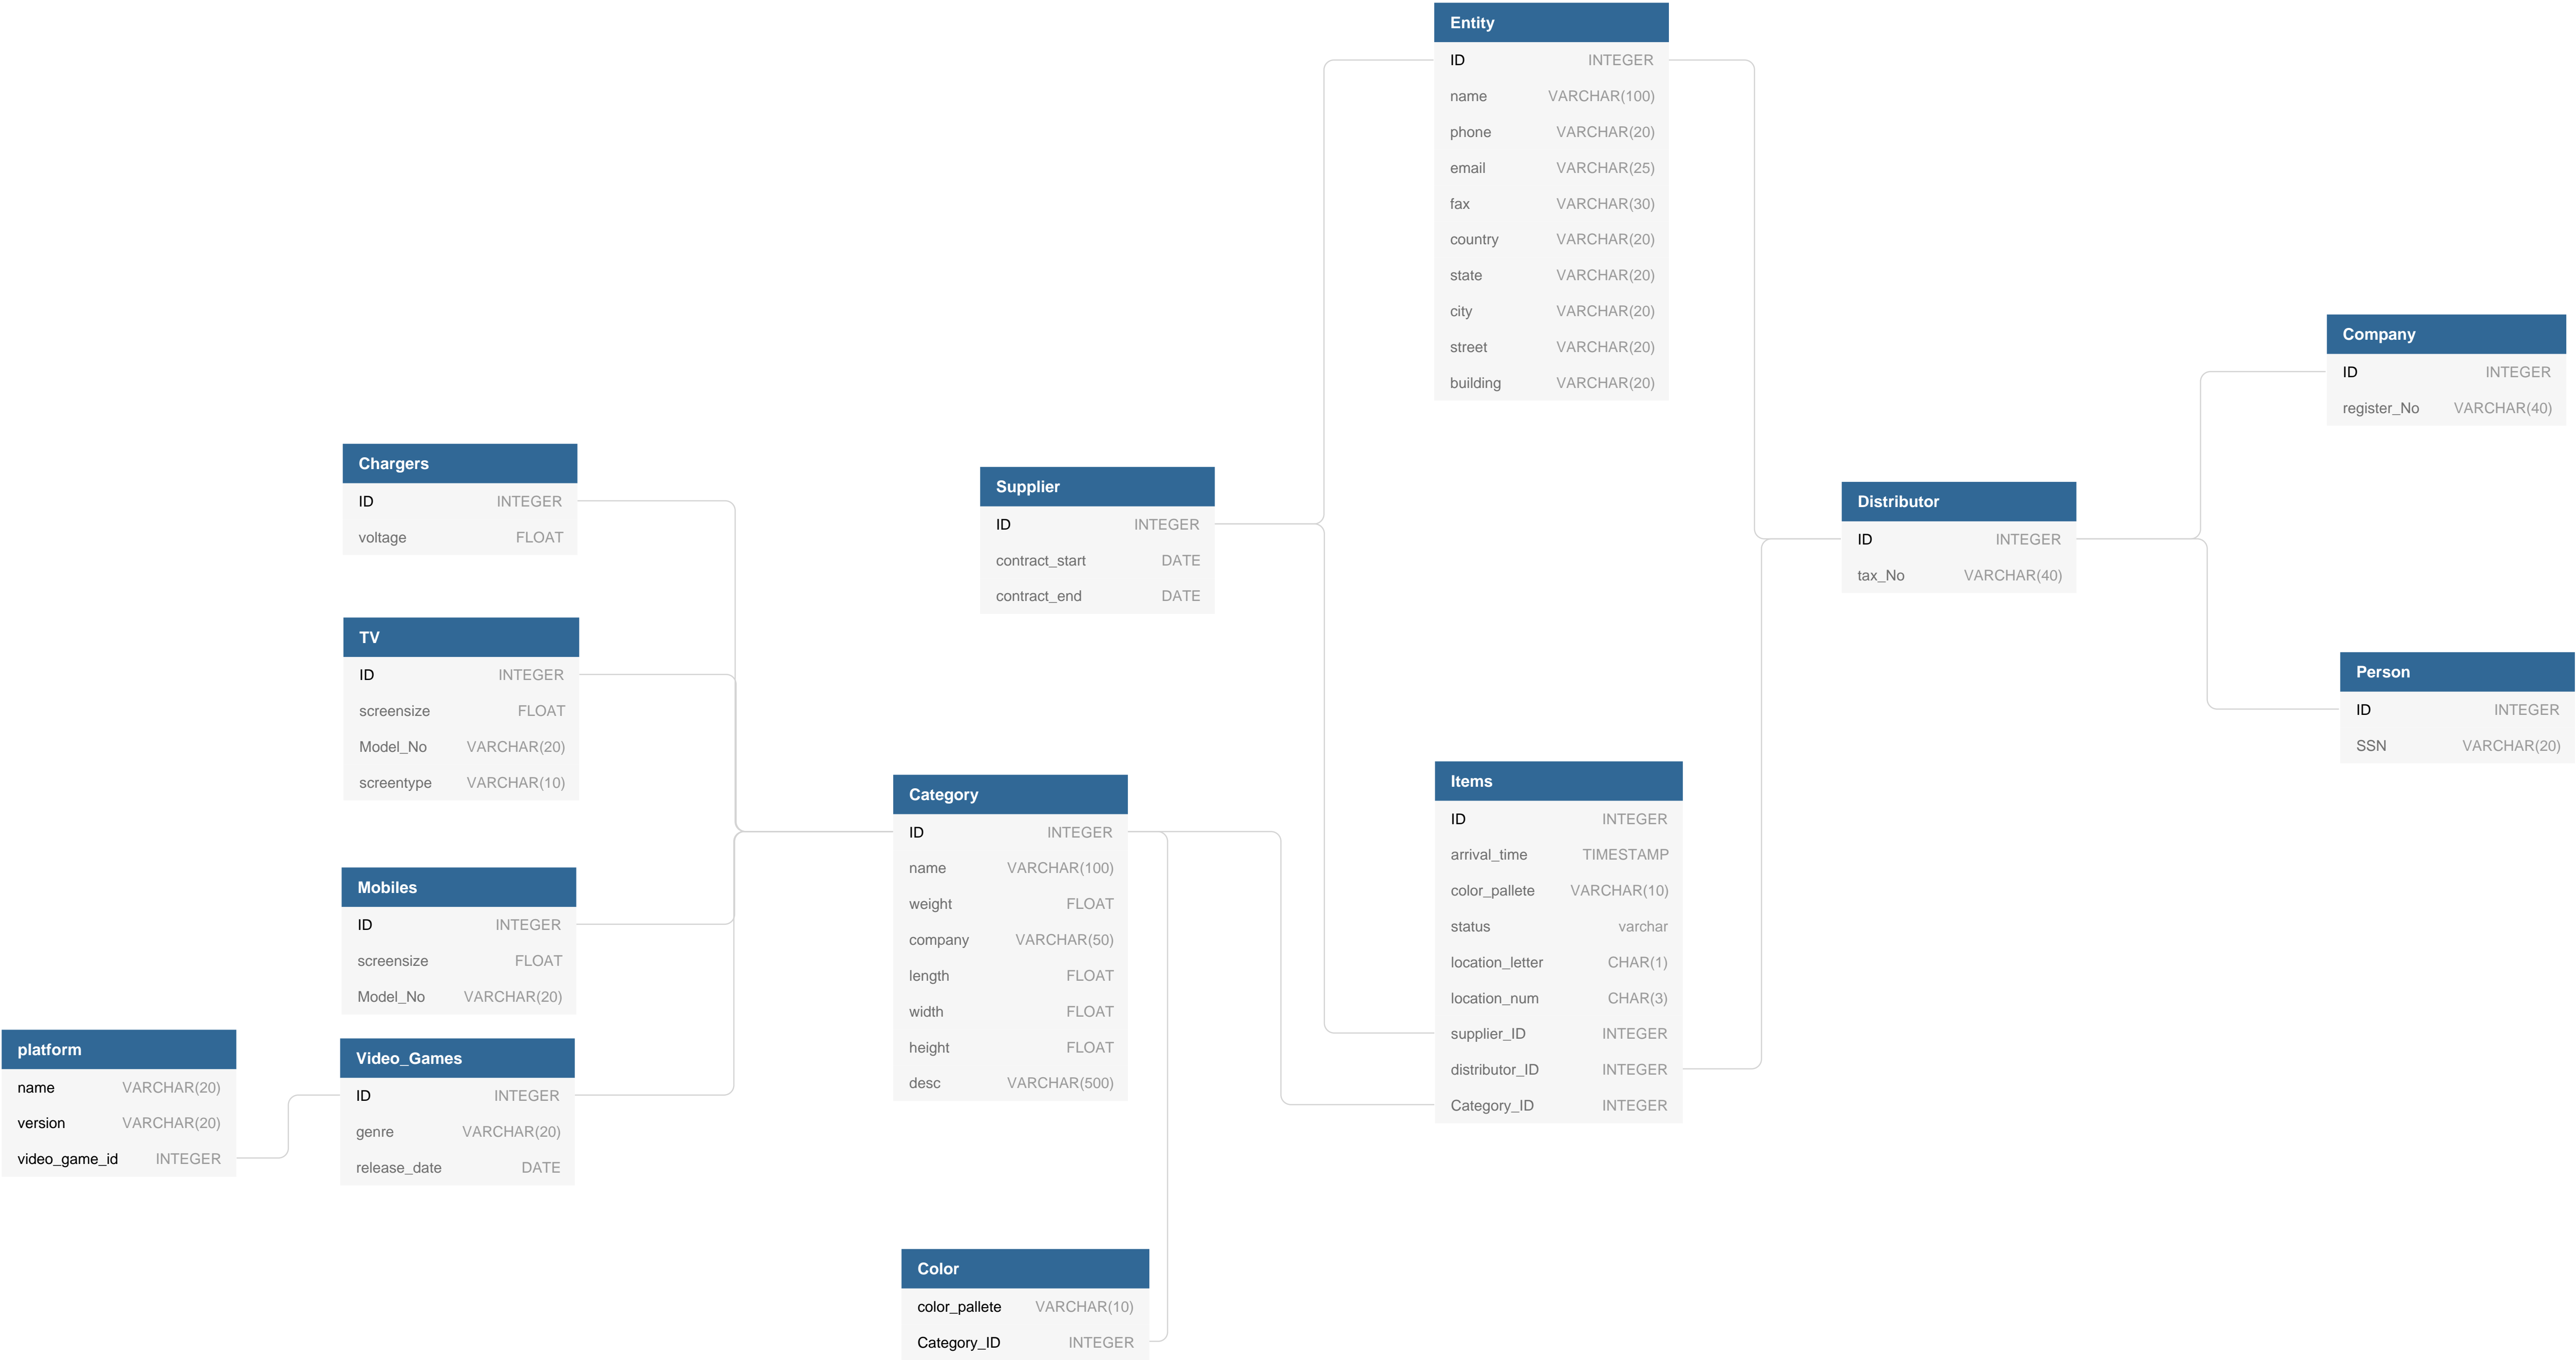 Entity
ID INTEGER
name VARCHAR(100)
phone VARCHAR(20)
email VARCHAR(25)
fax VARCHAR(30)
country VARCHAR(20)
state VARCHAR(20)
city VARCHAR(20)
street VARCHAR(20)
building VARCHAR(20)
Company
ID INTEGER
register_No VARCHAR(40)
Chargers
ID INTEGER
voltage FLOAT
Supplier
ID INTEGER
contract_start DATE
contract_end DATE
Distributor
ID INTEGER
tax_No VARCHAR(40)
TV
ID INTEGER
screensize FLOAT
Model_No VARCHAR(20)
screentype VARCHAR(10)
Person
ID INTEGER
SSN VARCHAR(20)
Category
ID INTEGER
name VARCHAR(100)
weight FLOAT
company VARCHAR(50)
length FLOAT
width FLOAT
height FLOAT
desc VARCHAR(500)
Items
ID INTEGER
arrival_time TIMESTAMP
color_pallete VARCHAR(10)
status varchar
location_letter CHAR(1)
location_num CHAR(3)
supplier_ID INTEGER
distributor_ID INTEGER
Category_ID INTEGER
Mobiles
ID INTEGER
screensize FLOAT
Model_No VARCHAR(20)
platform
name VARCHAR(20)
version VARCHAR(20)
video_game_id INTEGER
Video_Games
ID INTEGER
genre VARCHAR(20)
release_date DATE
Color
color_pallete VARCHAR(10)
Category_ID INTEGER